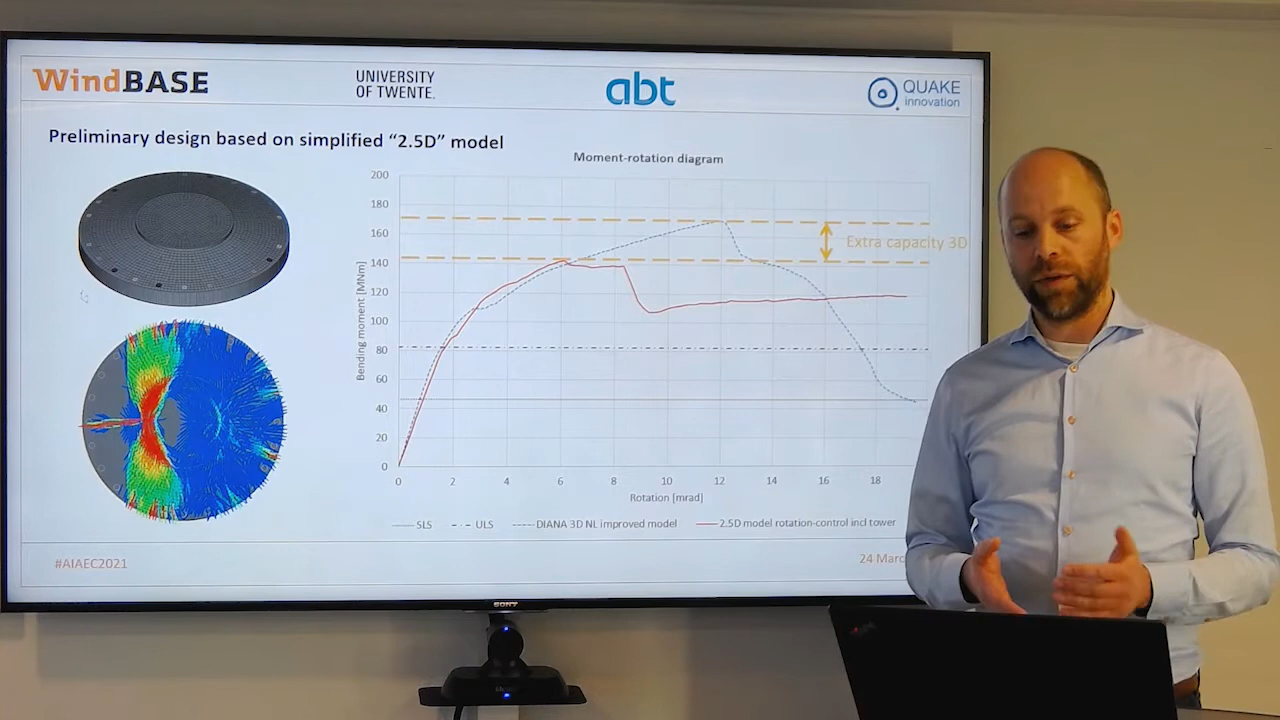 WindBASE
UNIVERSITY
OF TWENTE.
abt
QUAKE
innovation
Preliminary design based on simplified “2.5D” model
Moment-rotation diagram
200
180
160
140
120
100
80
60
40
20
0
Bending moment [MNm]
Extra capacity 3D
0 2 4 6 8 10 12 14 16 18
Rotation [mrad]
SLS ULS DIANA 3D NL improved model 2.5D model rotation-control incl tower
#AIAEC2021
24 Marc
SONY